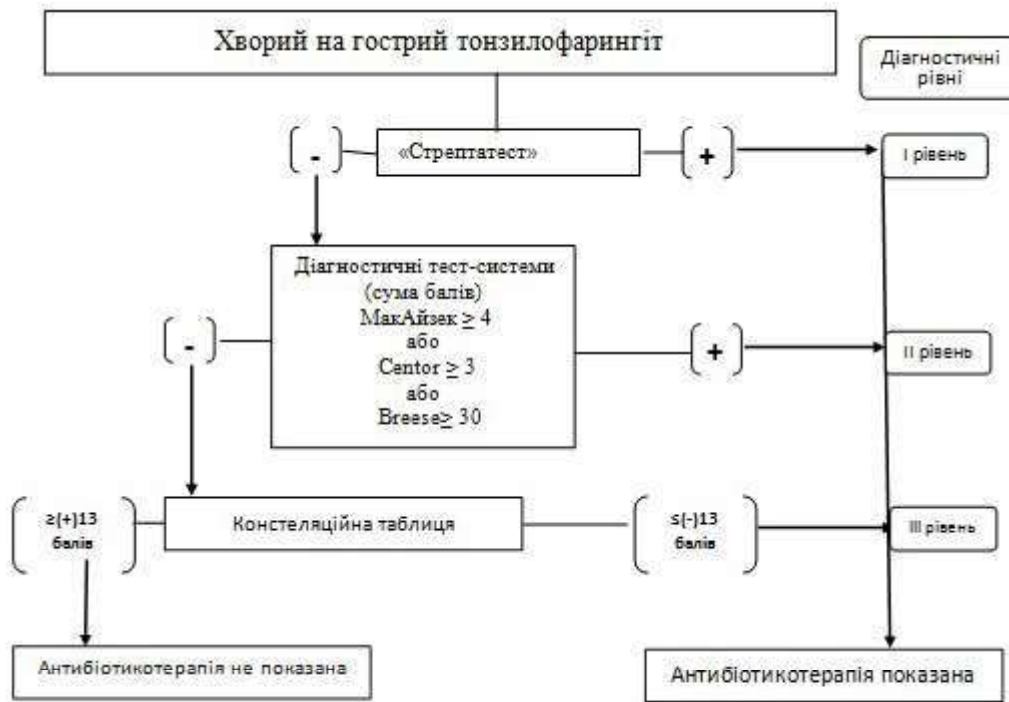 Хворий на гострий тонзилофарингіт
Діагностичні
рівні
-
«Стрептатест»
+
І рівень
Діагностичні тест-системи
(сума балів)
МакАйзек ≥ 4
або
Centor ≥ 3
або
Breese≥ 30
-
+
ІІ рівень
≥(+)13
балів
Констеляційна таблиця
≤(-)13
балів
ІІІ рівень
Антибіотикотерапія не показана
Антибіотикотерапія показана